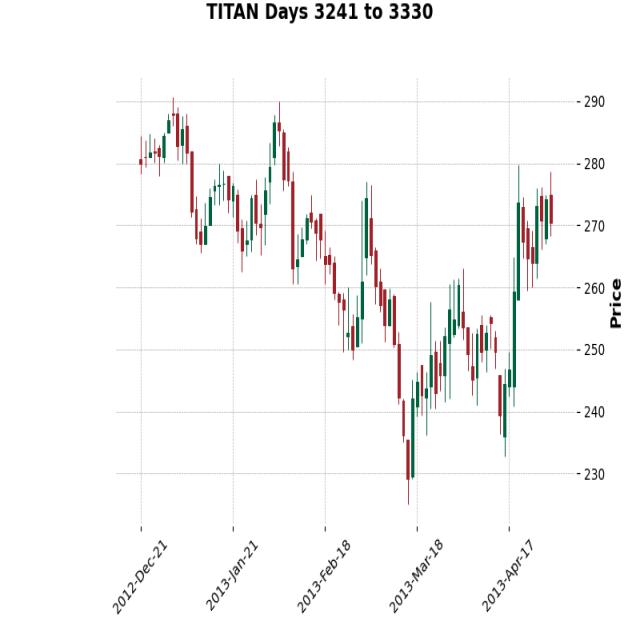 TITAN Days 3241 to 3330
290
280
270
260
250
240
230
Price
2012-Dec-21
2013-Jan-21
2013-Feb-18
2013-Mar-18
2013-Apr-17